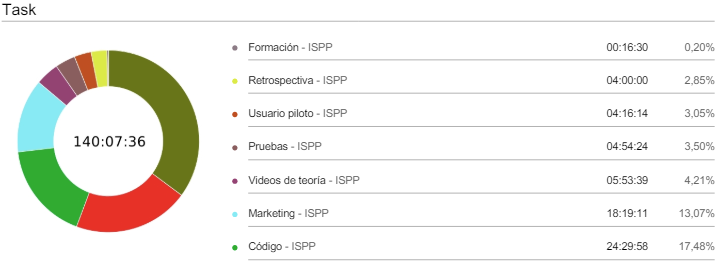 Task
140:07:36
Formación - ISPP 00:16:30 0,20%
Retrospectiva - ISPP 04:00:00 2,85%
Usuario piloto - ISPP 04:16:14 3,05%
Pruebas - ISPP 04:54:24 3,50%
Videos de teoría - ISPP 05:53:39 4,21%
Marketing - ISPP 18:19:11 13,07%
Código - ISPP 24:29:58 17,48%